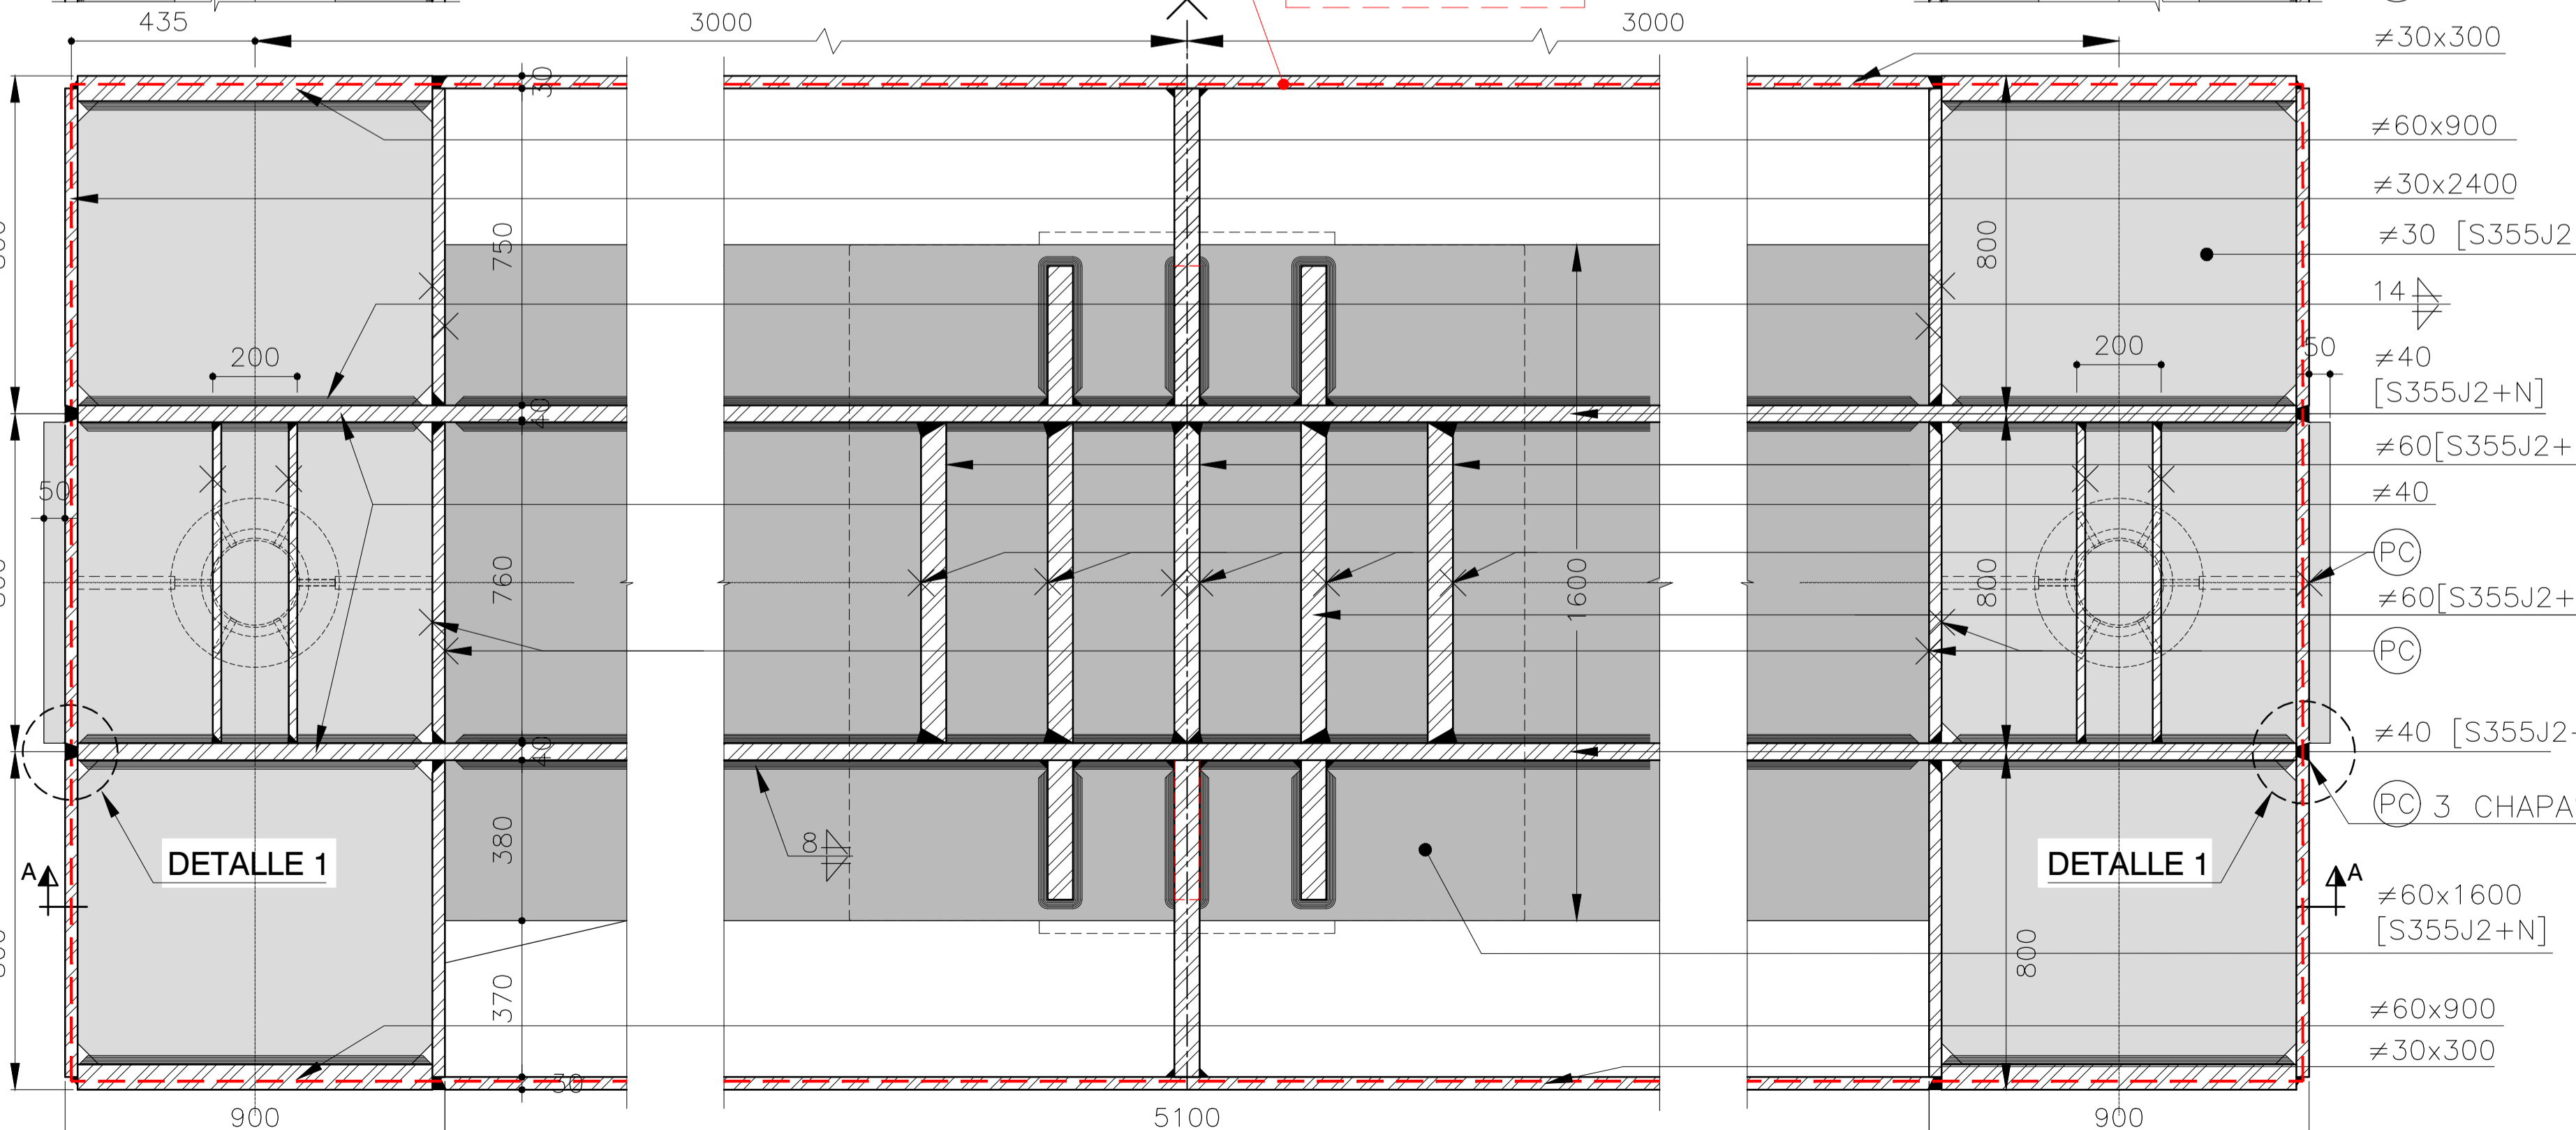 435
3000
3000
≠30x300
30
≠60x900
≠30x2400
≠30 [S355J2
750
800
14
200
200
50
≠40
[S355J2+N]
40
≠60[S355J2+
50
≠40
PC
760
1600
800
≠60[S355J2+
PC
40
≠40 [S355J2
PC 3 CHAPA
8
380
DETALLE 1
DETALLE 1
A
A
≠60x1600
[S355J2+N]
800
370
≠60x900
≠30x300
30
900
5100
900